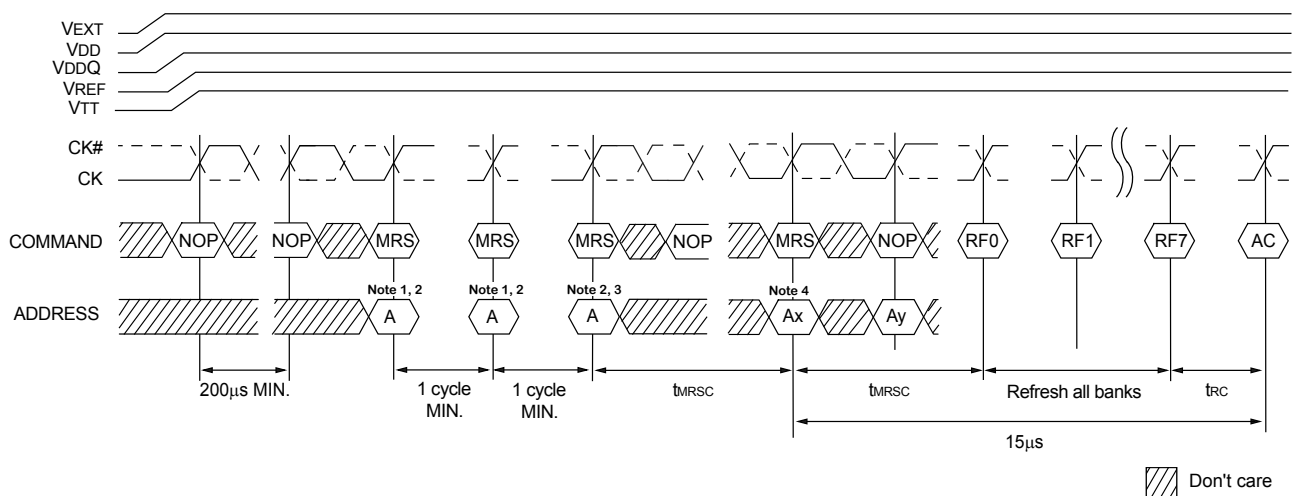 VEXT
VDD
VDDQ
VREF
VTT
CK#
CK
COMMAND NOP NOP MRS MRS MRS NOP MRS NOP RF0 RF1 RF7 AC
Note 1, 2 Note 1, 2 Note 2, 3 Note 4
ADDRESS A A A Ax Ay
200μs MIN. 1 cycle MIN. 1 cycle MIN. tMRSC tMRSC Refresh all banks tRC
15μs
Don't care